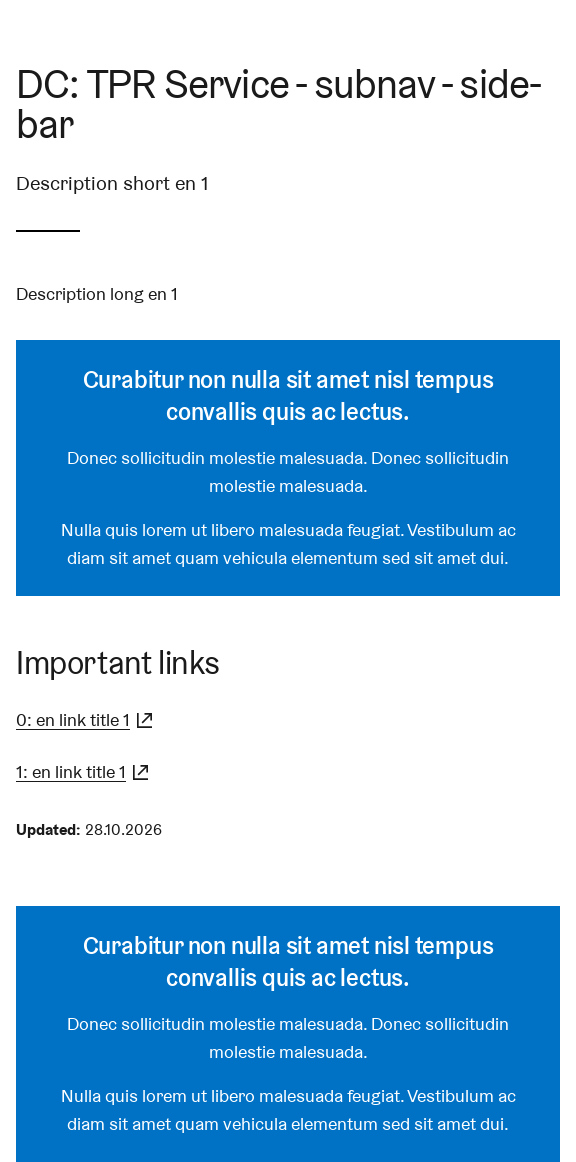 DC: TPR Service - subnav - side-
bar
Description short en 1
Description long en 1
Curabitur non nulla sit amet nisl tempus
convallis quis ac lectus.
Donec sollicitudin molestie malesuada. Donec sollicitudin
molestie malesuada.
Nulla quis lorem ut libero malesuada feugiat. Vestibulum ac
diam sit amet quam vehicula elementum sed sit amet dui.
Important links
0: en link title 1
1: en link title 1
Updated: 28.10.2026
Curabitur non nulla sit amet nisl tempus
convallis quis ac lectus.
Donec sollicitudin molestie malesuada. Donec sollicitudin
molestie malesuada.
Nulla quis lorem ut libero malesuada feugiat. Vestibulum ac
diam sit amet quam vehicula elementum sed sit amet dui.